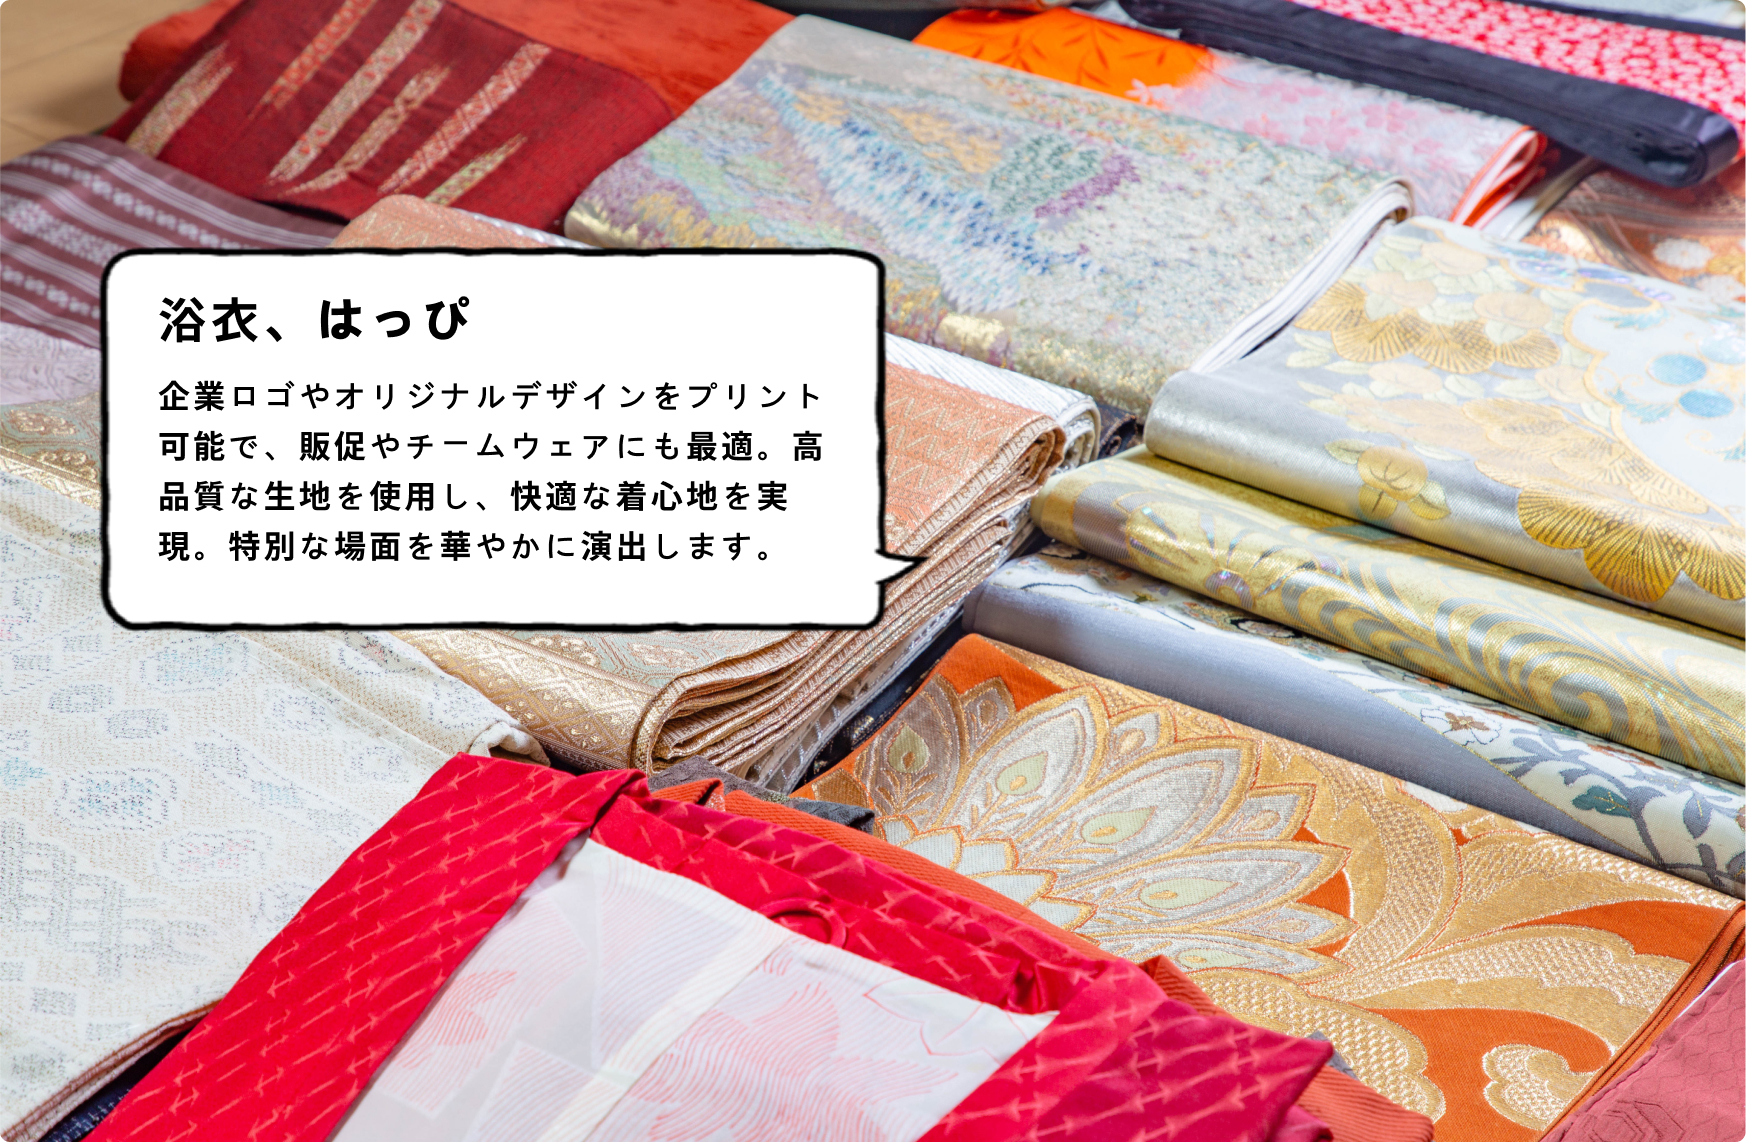 浴衣、はっぴ
企業ロゴやオリジナルデザインをプリント
可能で、販促やチームウェアにも最適。高
品質な生地を使用し、快適な着心地を実
現。特別な場面を華やかに演出します。